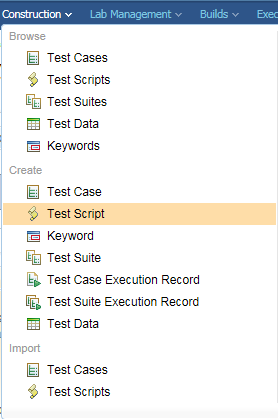 Construction Lab Management Builds Exec
Browse
Test Cases
Test Scripts
Test Suites
Test Data
Keywords
Create
Test Case
Test Script
Keyword
Test Suite
Test Case Execution Record
Test Suite Execution Record
Test Data
Import
Test Cases
Test Scripts